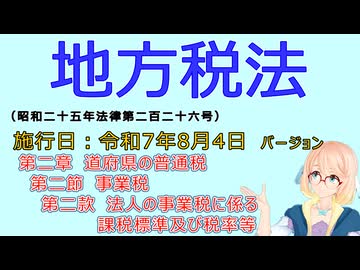 地方税法
（昭和二十五年法律第二百二十六号）
施行日：令和7年8月4日 バージョン
第二章 道府県の普通税
第二節 事業税
第二款 法人の事業税に係る
課税標準及び税率等